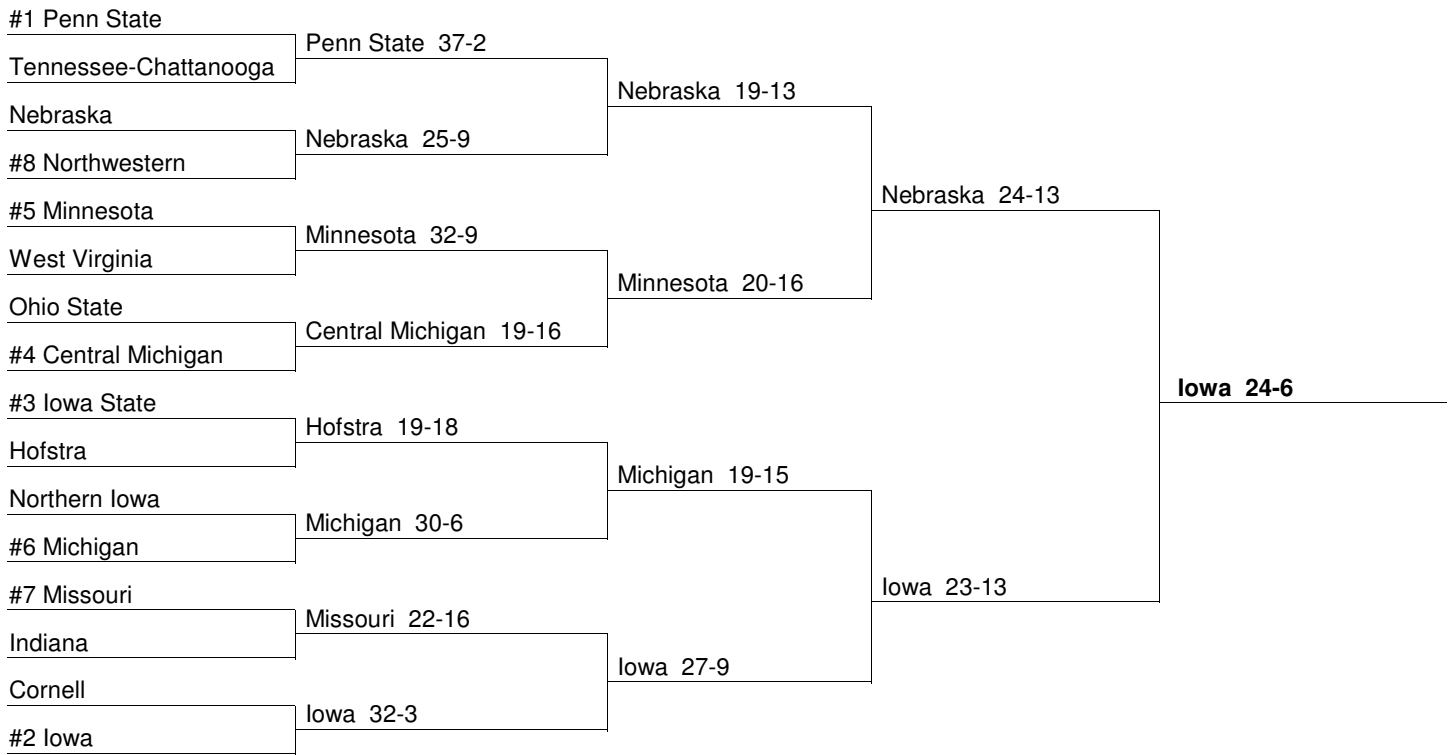 #1 Penn State
Tennessee-Chattanooga
Nebraska
#8 Northwestern
#5 Minnesota
West Virginia
Ohio State
#4 Central Michigan
#3 Iowa State
Hofstra
Northern Iowa
#6 Michigan
#7 Missouri
Indiana
Cornell
#2 Iowa
Penn State 37-2
Nebraska 25-9
Minnesota 32-9
Central Michigan 19-16
Hofstra 19-18
Michigan 30-6
Missouri 22-16
Iowa 32-3
Nebraska 19-13
Minnesota 20-16
Michigan 19-15
Iowa 27-9
Nebraska 24-13
Iowa 23-13
Iowa 24-6